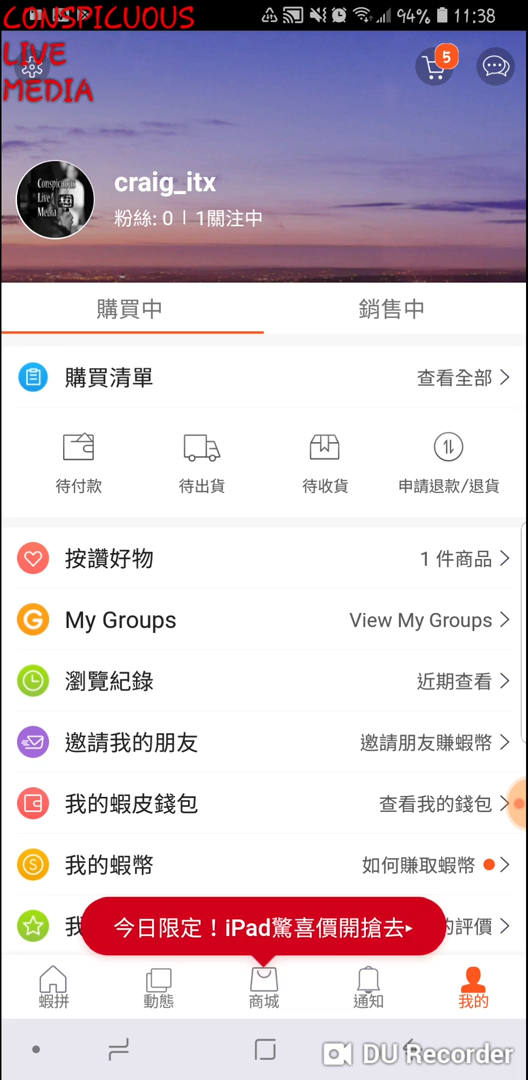 CONSPICUOUS
LIVE
MEDIA
94% 11:38
5
craig_itx
粉絲: 0 | 1關注中
Conspicuous
Live
Media
購買中 銷售中
購買清單 查看全部
待付款 待出貨 待收貨 申請退款/退貨
按讚好物 1 件商品
My Groups View My Groups
瀏覽紀錄 近期查看
邀請我的朋友 邀請朋友賺蝦幣
我的蝦皮錢包 查看我的錢包
我的蝦幣 如何賺取蝦幣
我 的評價
今日限定！iPad驚喜價開搶去▸
蝦拼 動態 商城 通知 我的
DU Recorder